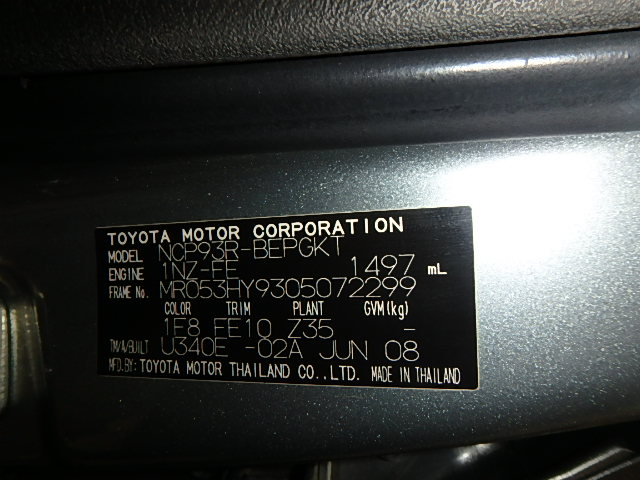 TOYOTA MOTOR CORPORATION
MODEL NCP93R-BEPGKT
ENGINE 1NZ-FE 1497 mL
FRAME No. MR053HY9305072299
COLOR TRIM PLANT GVM(kg)
1F8 FE10 Z35 -
TM/A/BUILT U340E -02A JUN 08
MFD.BY: TOYOTA MOTOR THAILAND CO.,LTD. MADE IN THAILAND